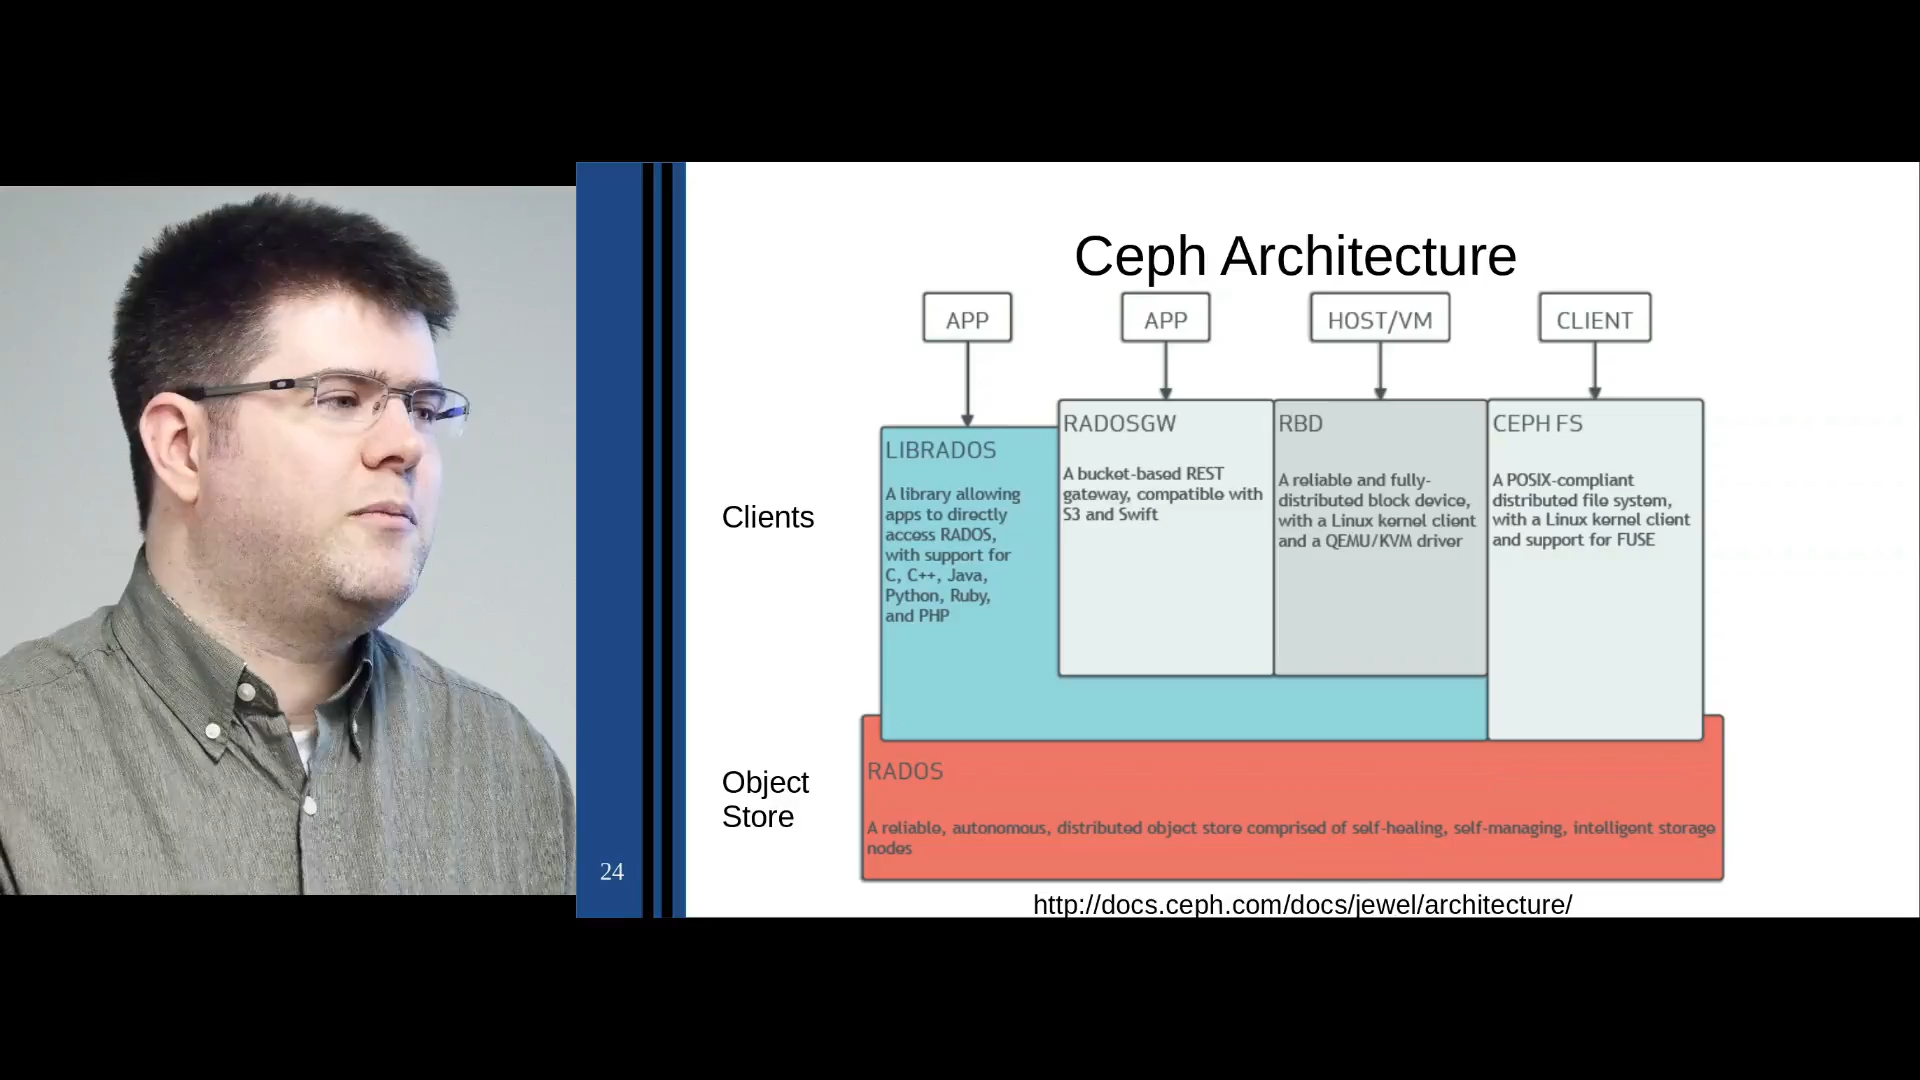 Ceph Architecture
APP
APP
HOST/VM
CLIENT
Clients
LIBRADOS
A library allowing
apps to directly
access RADOS,
with support for
C, C++, Java,
Python, Ruby,
and PHP
RADOSGW
A bucket-based REST
gateway, compatible with
S3 and Swift
RBD
A reliable and fully-
distributed block device,
with a Linux kernel client
and a QEMU/KVM driver
CEPH FS
A POSIX-compliant
distributed file system,
with a Linux kernel client
and support for FUSE
Object
Store
RADOS
A reliable, autonomous, distributed object store comprised of self-healing, self-managing, intelligent storage
nodes
24
http://docs.ceph.com/docs/jewel/architecture/